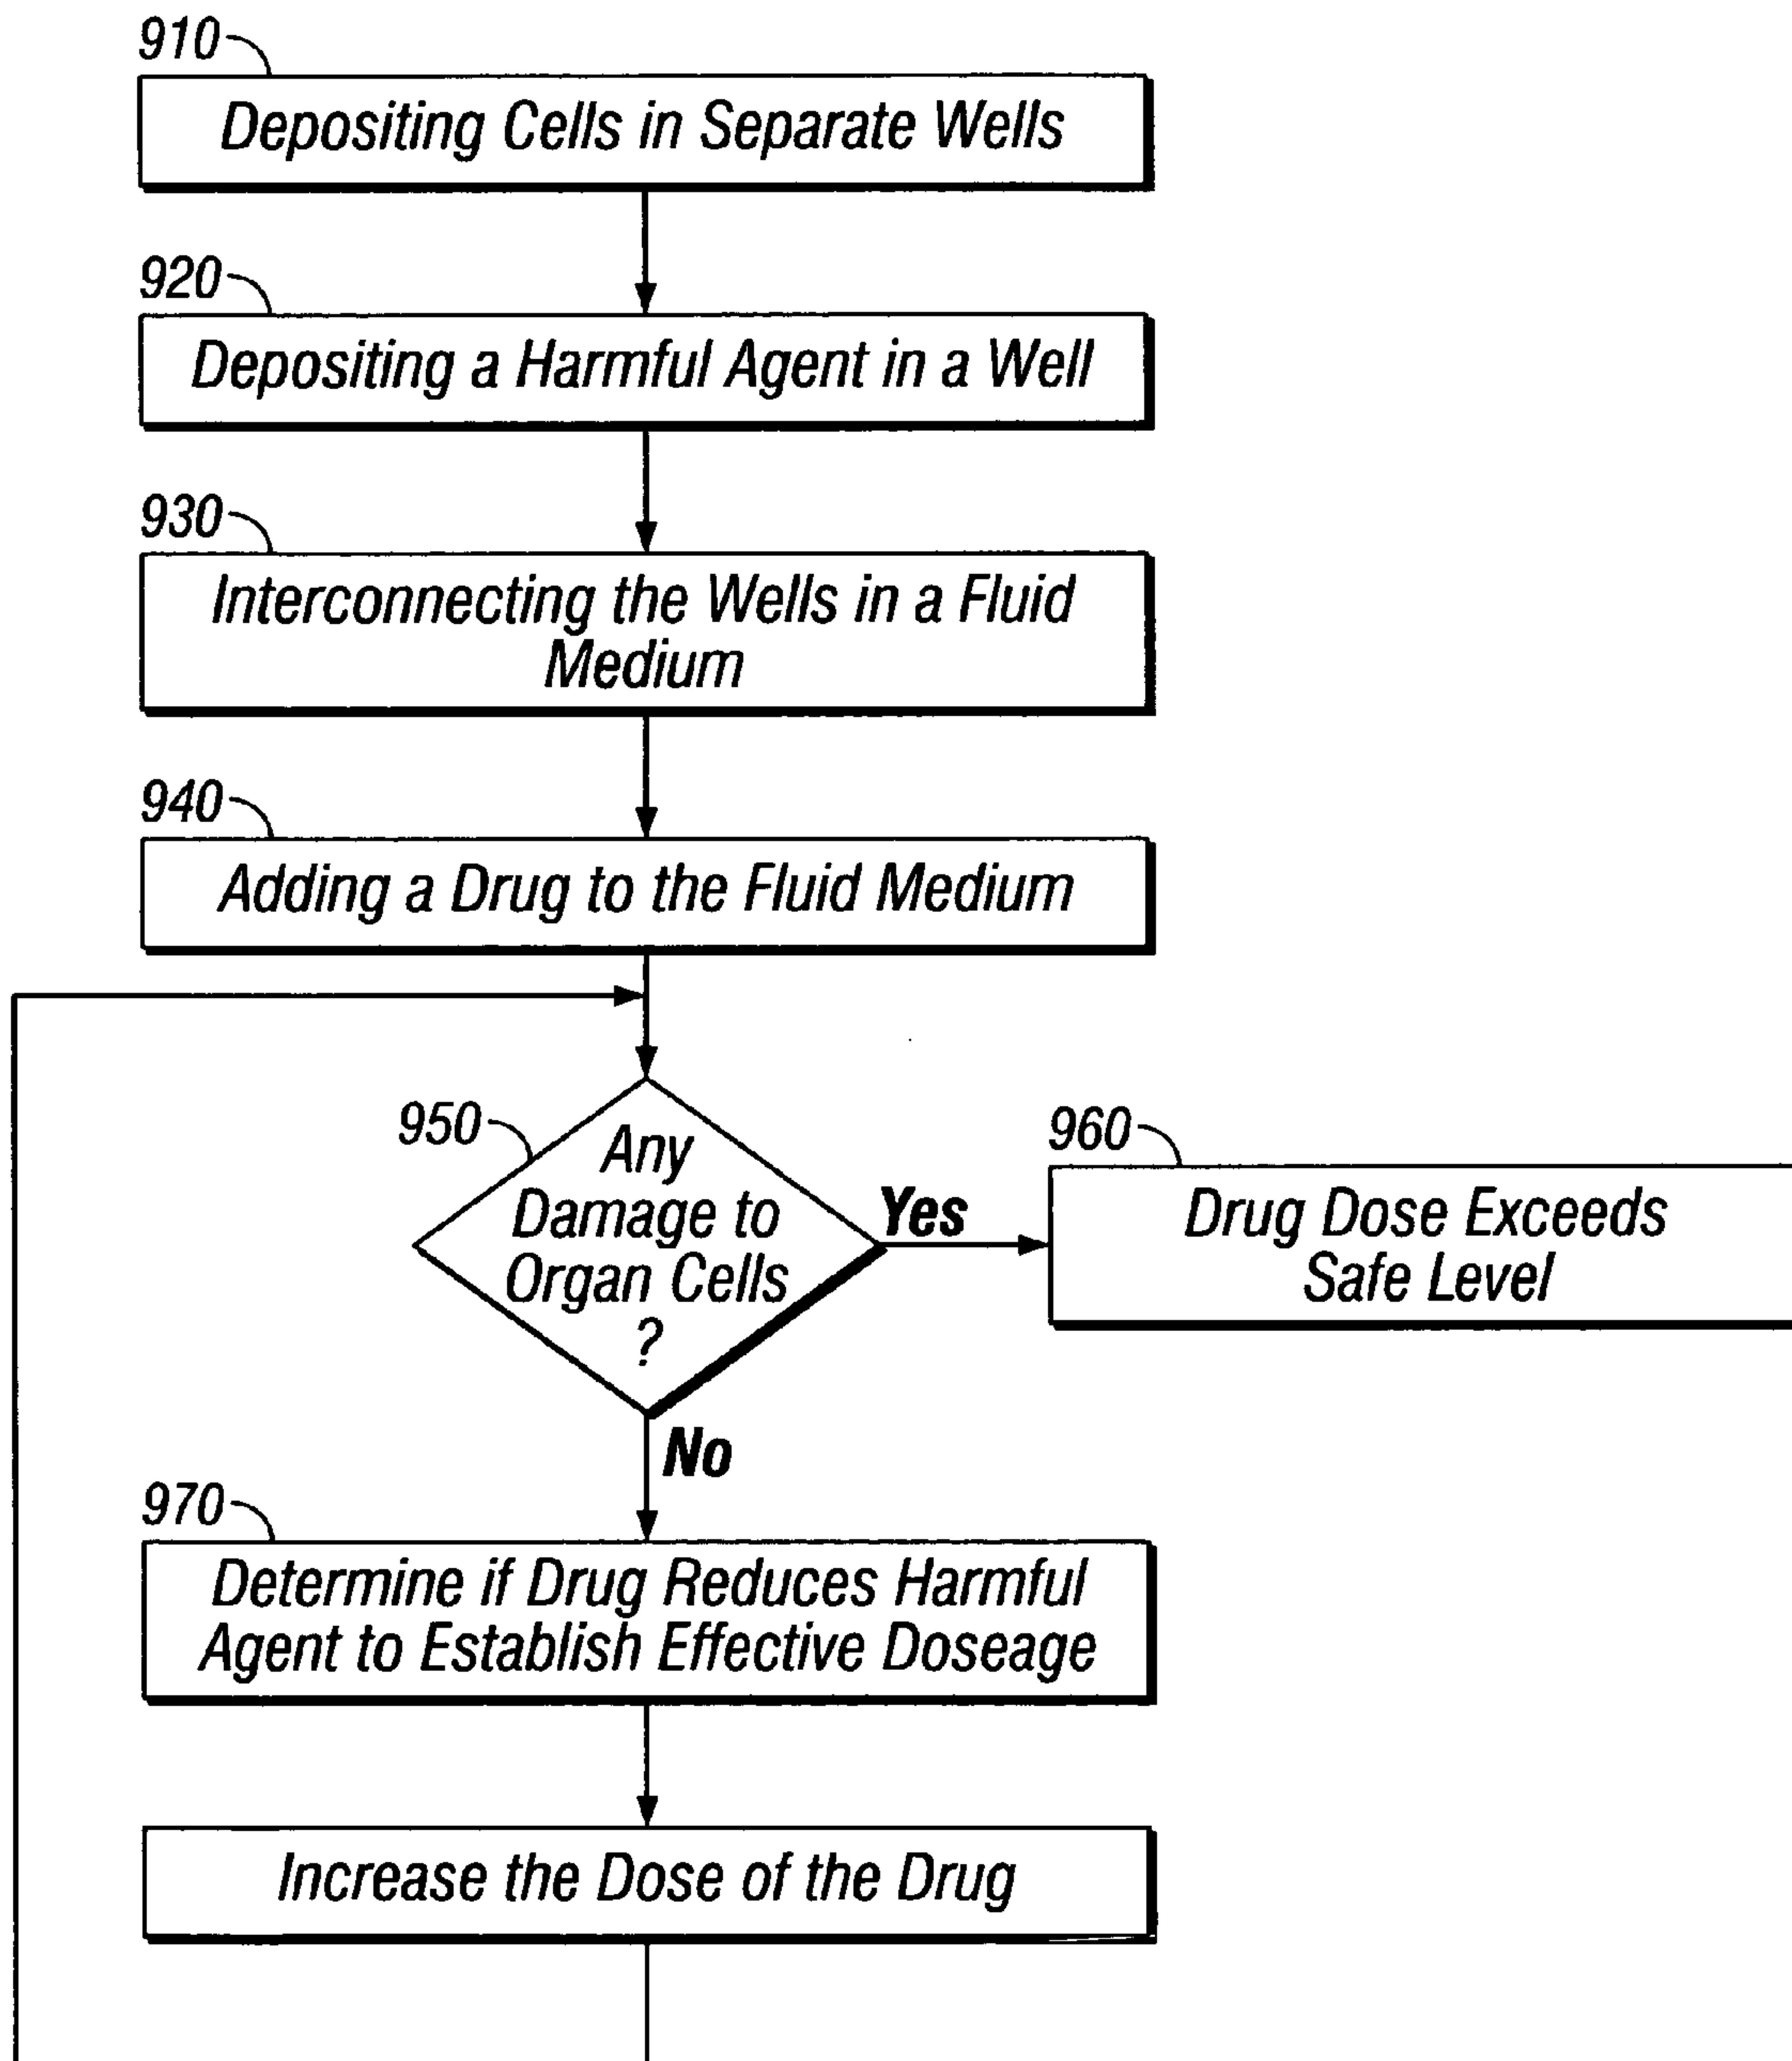 910
Depositing Cells in Separate Wells
920
Depositing a Harmful Agent in a Well
930
Interconnecting the Wells in a Fluid
Medium
940
Adding a Drug to the Fluid Medium
950
Any
Damage to
Organ Cells
?
Yes
960
Drug Dose Exceeds
Safe Level
No
970
Determine if Drug Reduces Harmful
Agent to Establish Effective Doseage
Increase the Dose of the Drug